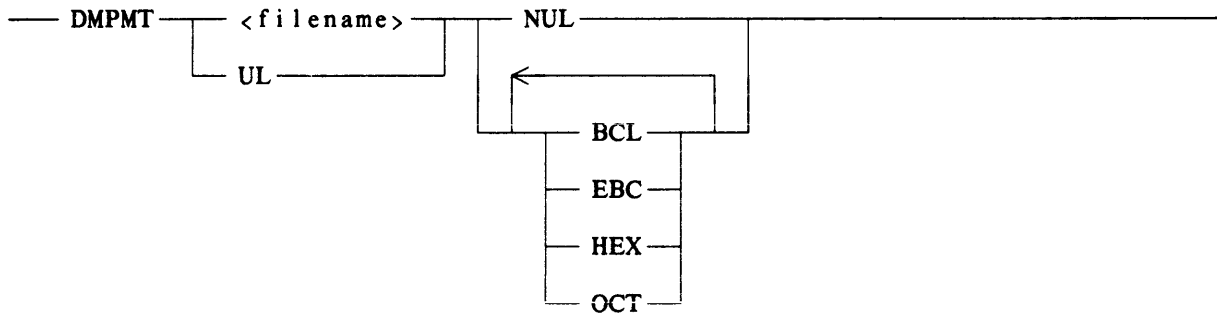 DMPMT <filename> NUL
UL
BCL
EBC
HEX
OCT